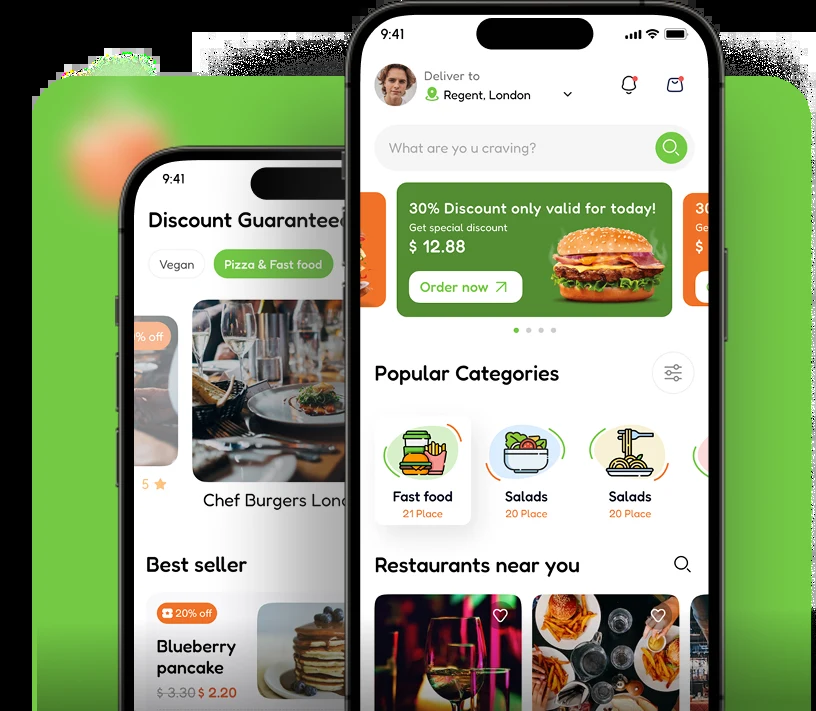 9:41
Discount Guarantee
Vegan
Pizza & Fast food
% off
5
Chef Burgers
Best seller
20% off
Blueberry
pancake
$ 3.30 $ 2.20
9:41
Deliver to
Regent, London
What are yo u craving?
30% Discount only valid for today!
Get special discount
$ 12.88
Order now
30
Ge
$
Popular Categories
Fast food
21 Place
Salads
20 Place
Salads
20 Place
Restaurants near you